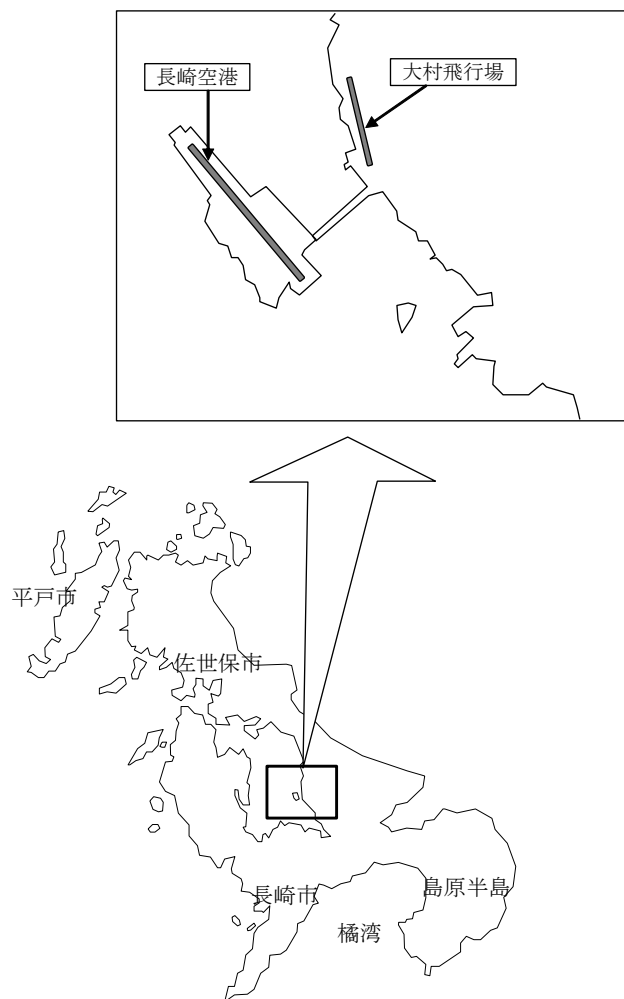 長崎空港
大村飛行場
平戸市
佐世保市
長崎市
島原半島
橘湾